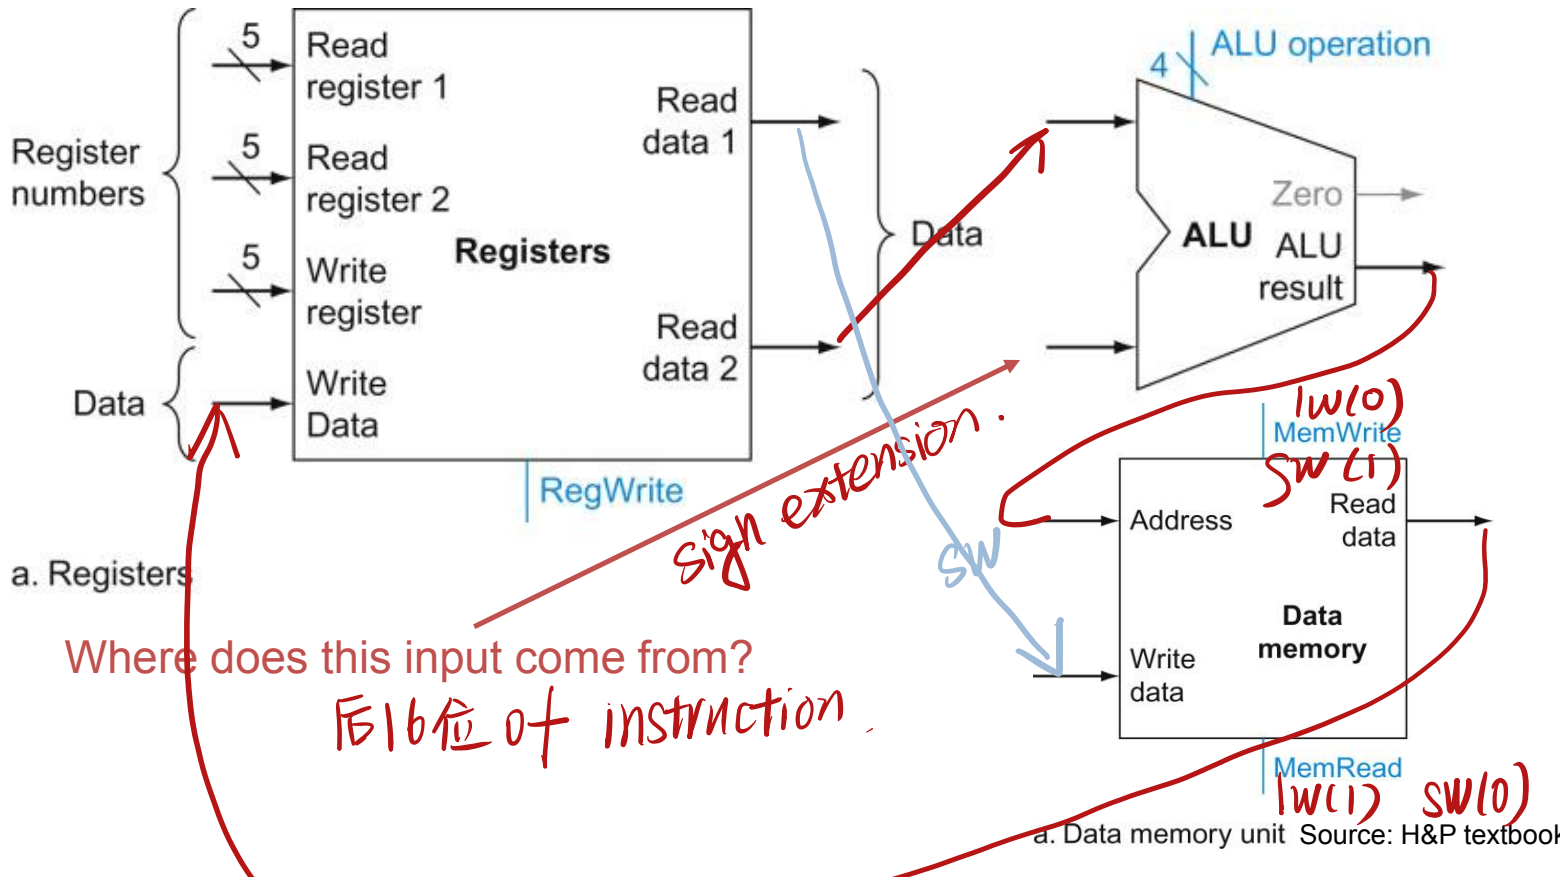 5
Read
register 1
5
Read
register 2
5
Write
register
Write
Data
Register
numbers
Data
Registers
Read
data 1
Read
data 2
RegWrite
Data
4
ALU operation
Zero
ALU
ALU
result
lw(0)
MemWrite
sw(1)
Address
Read
data
Data
memory
Write
data
MemRead
lw(1) sw(0)
sign extension.
sw
a. Registers
Where does this input come from?
后16位 of instruction.
a. Data memory unit Source: H&P textbook